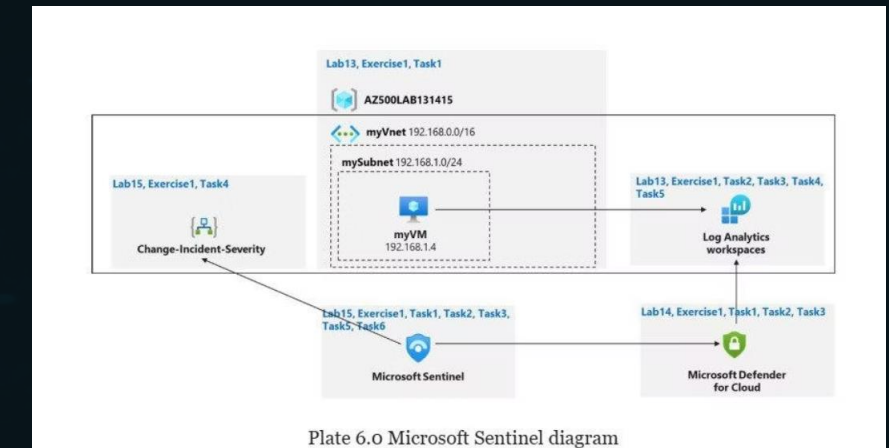 Lab13, Exercise1, Task1
AZ500LAB131415
myVnet 192.168.0.0/16
mySubnet 192.168.1.0/24
myVM
192.168.1.4
Lab15, Exercise1, Task4
Change-Incident-Severity
Lab13, Exercise1, Task2, Task3, Task4,
Task5
Log Analytics
workspaces
Lab15, Exercise1, Task1, Task2, Task3,
Task5, Task6
Microsoft Sentinel
Lab14, Exercise1, Task1, Task2, Task3
Microsoft Defender
for Cloud
Plate 6.0 Microsoft Sentinel diagram